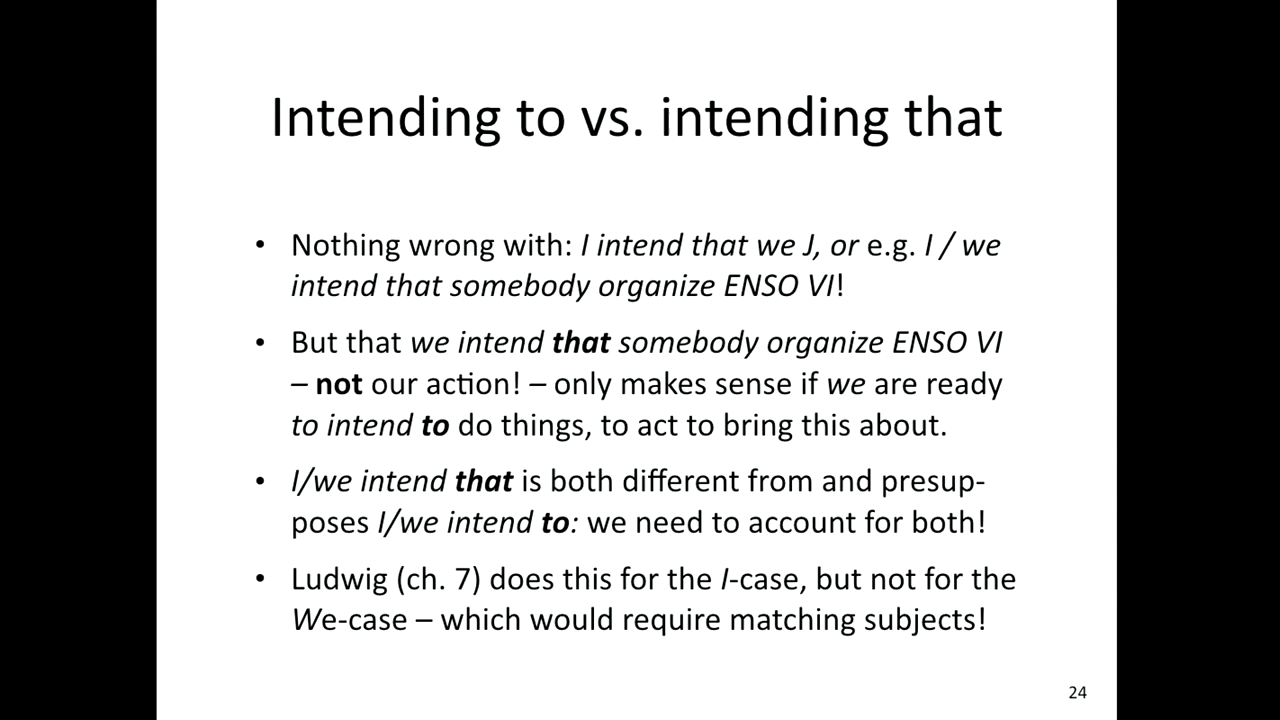 Intending to vs. intending that
• Nothing wrong with: I intend that we J, or e.g. I / we
intend that somebody organize ENSO VI!
• But that we intend that somebody organize ENSO VI
– not our action! – only makes sense if we are ready
to intend to do things, to act to bring this about.
• I/we intend that is both different from and presup-
poses I/we intend to: we need to account for both!
• Ludwig (ch. 7) does this for the I-case, but not for the
We-case – which would require matching subjects!
24